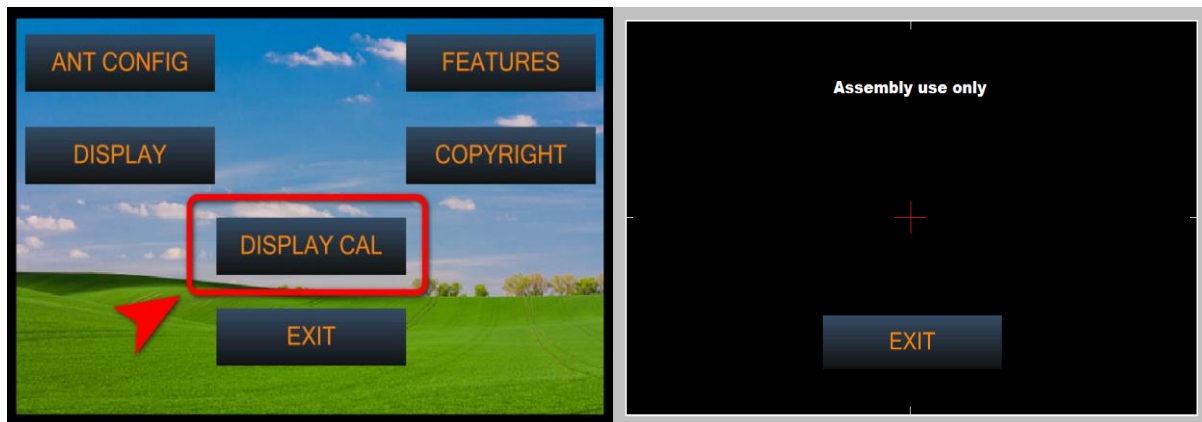 ANT CONFIG
FEATURES
DISPLAY
COPYRIGHT
DISPLAY CAL
EXIT
Assembly use only
EXIT